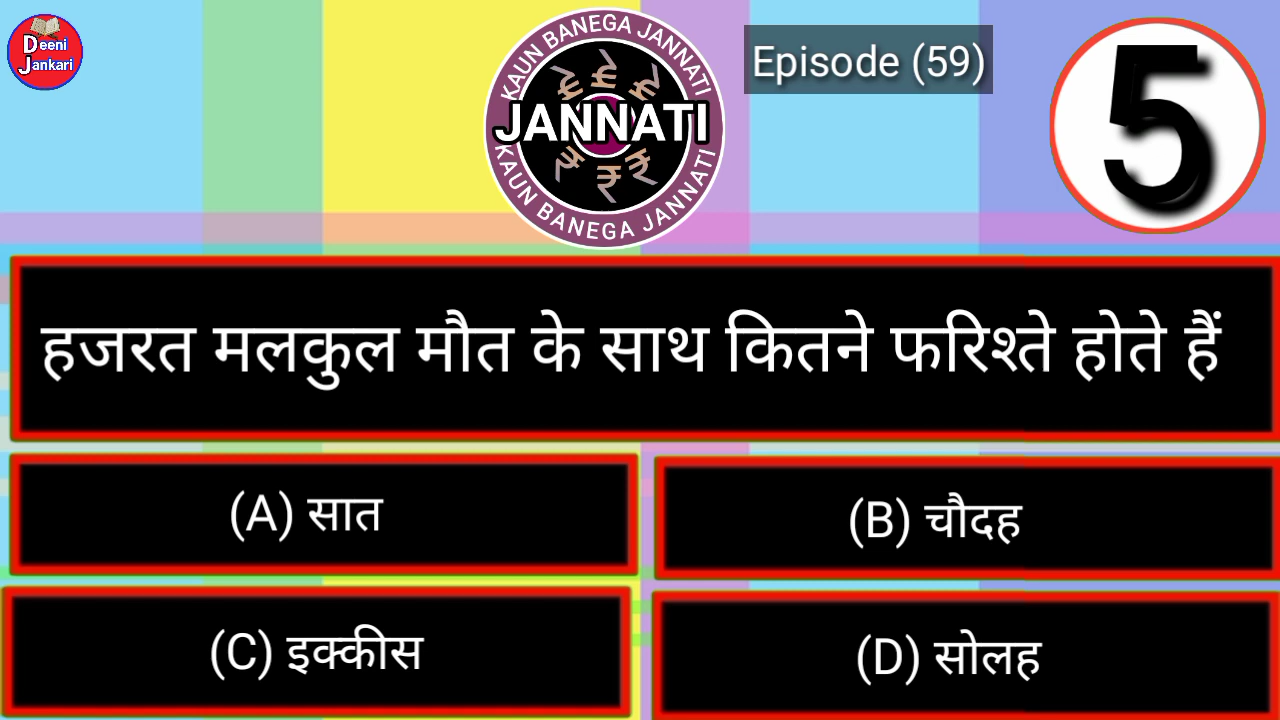 Deeni
Jankari
KAUN BANEGA JANNATI
JANNATI
KAUN BANEGA JANNATI
Episode (59)
5
हजरत मलकुल मौत के साथ कितने फरिश्ते होते हैं
(A) सात
(B) चौदह
(C) इक्कीस
(D) सोलह